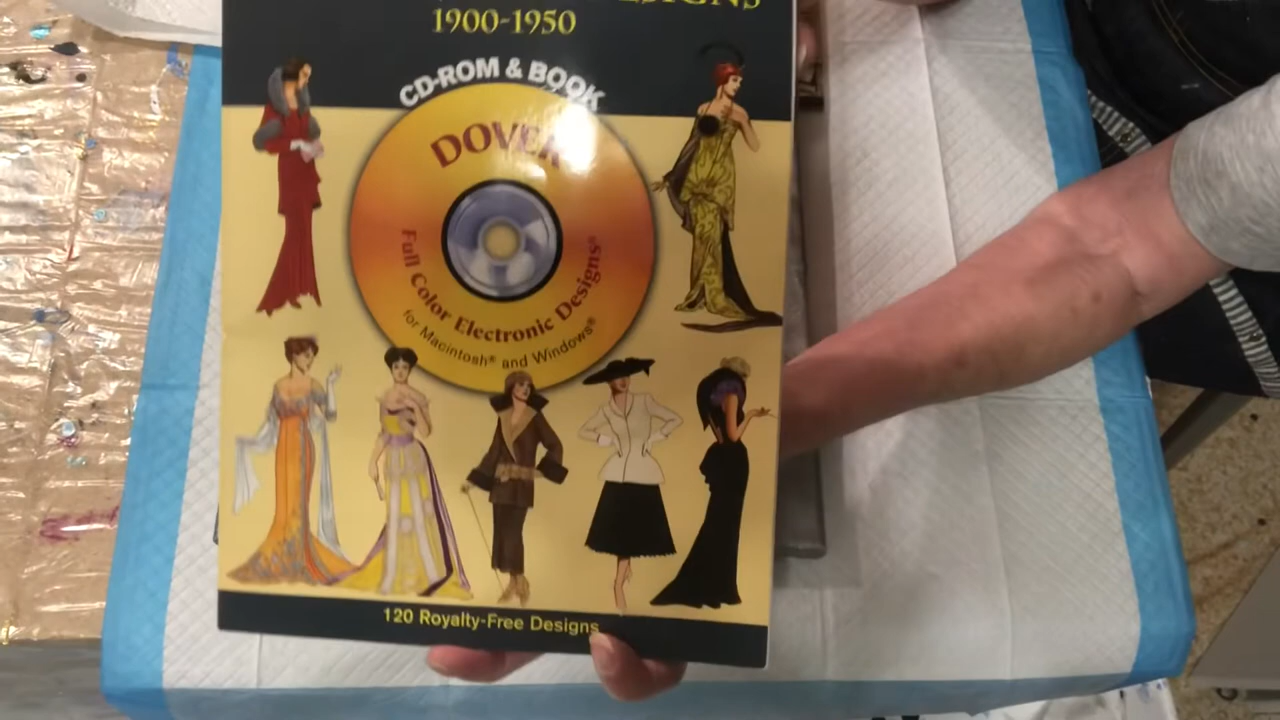 1900-1950
CD-ROM & BOOK
DOVER
Full Color Electronic Designs®
for Macintosh® and Windows®
120 Royalty-Free Designs